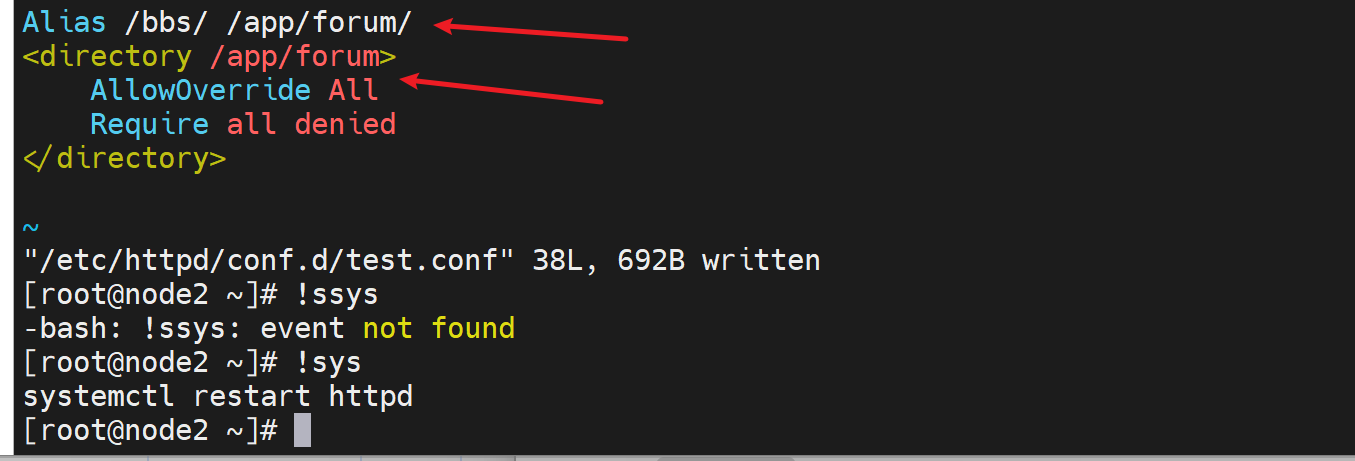 Alias /bbs/ /app/forum/
<directory /app/forum>
    AllowOverride All
    Require all denied
</directory>
~
"/etc/httpd/conf.d/test.conf" 38L, 692B written
[root@node2 ~]# !ssys
-bash: !ssys: event not found
[root@node2 ~]# !sys
systemctl restart httpd
[root@node2 ~]#